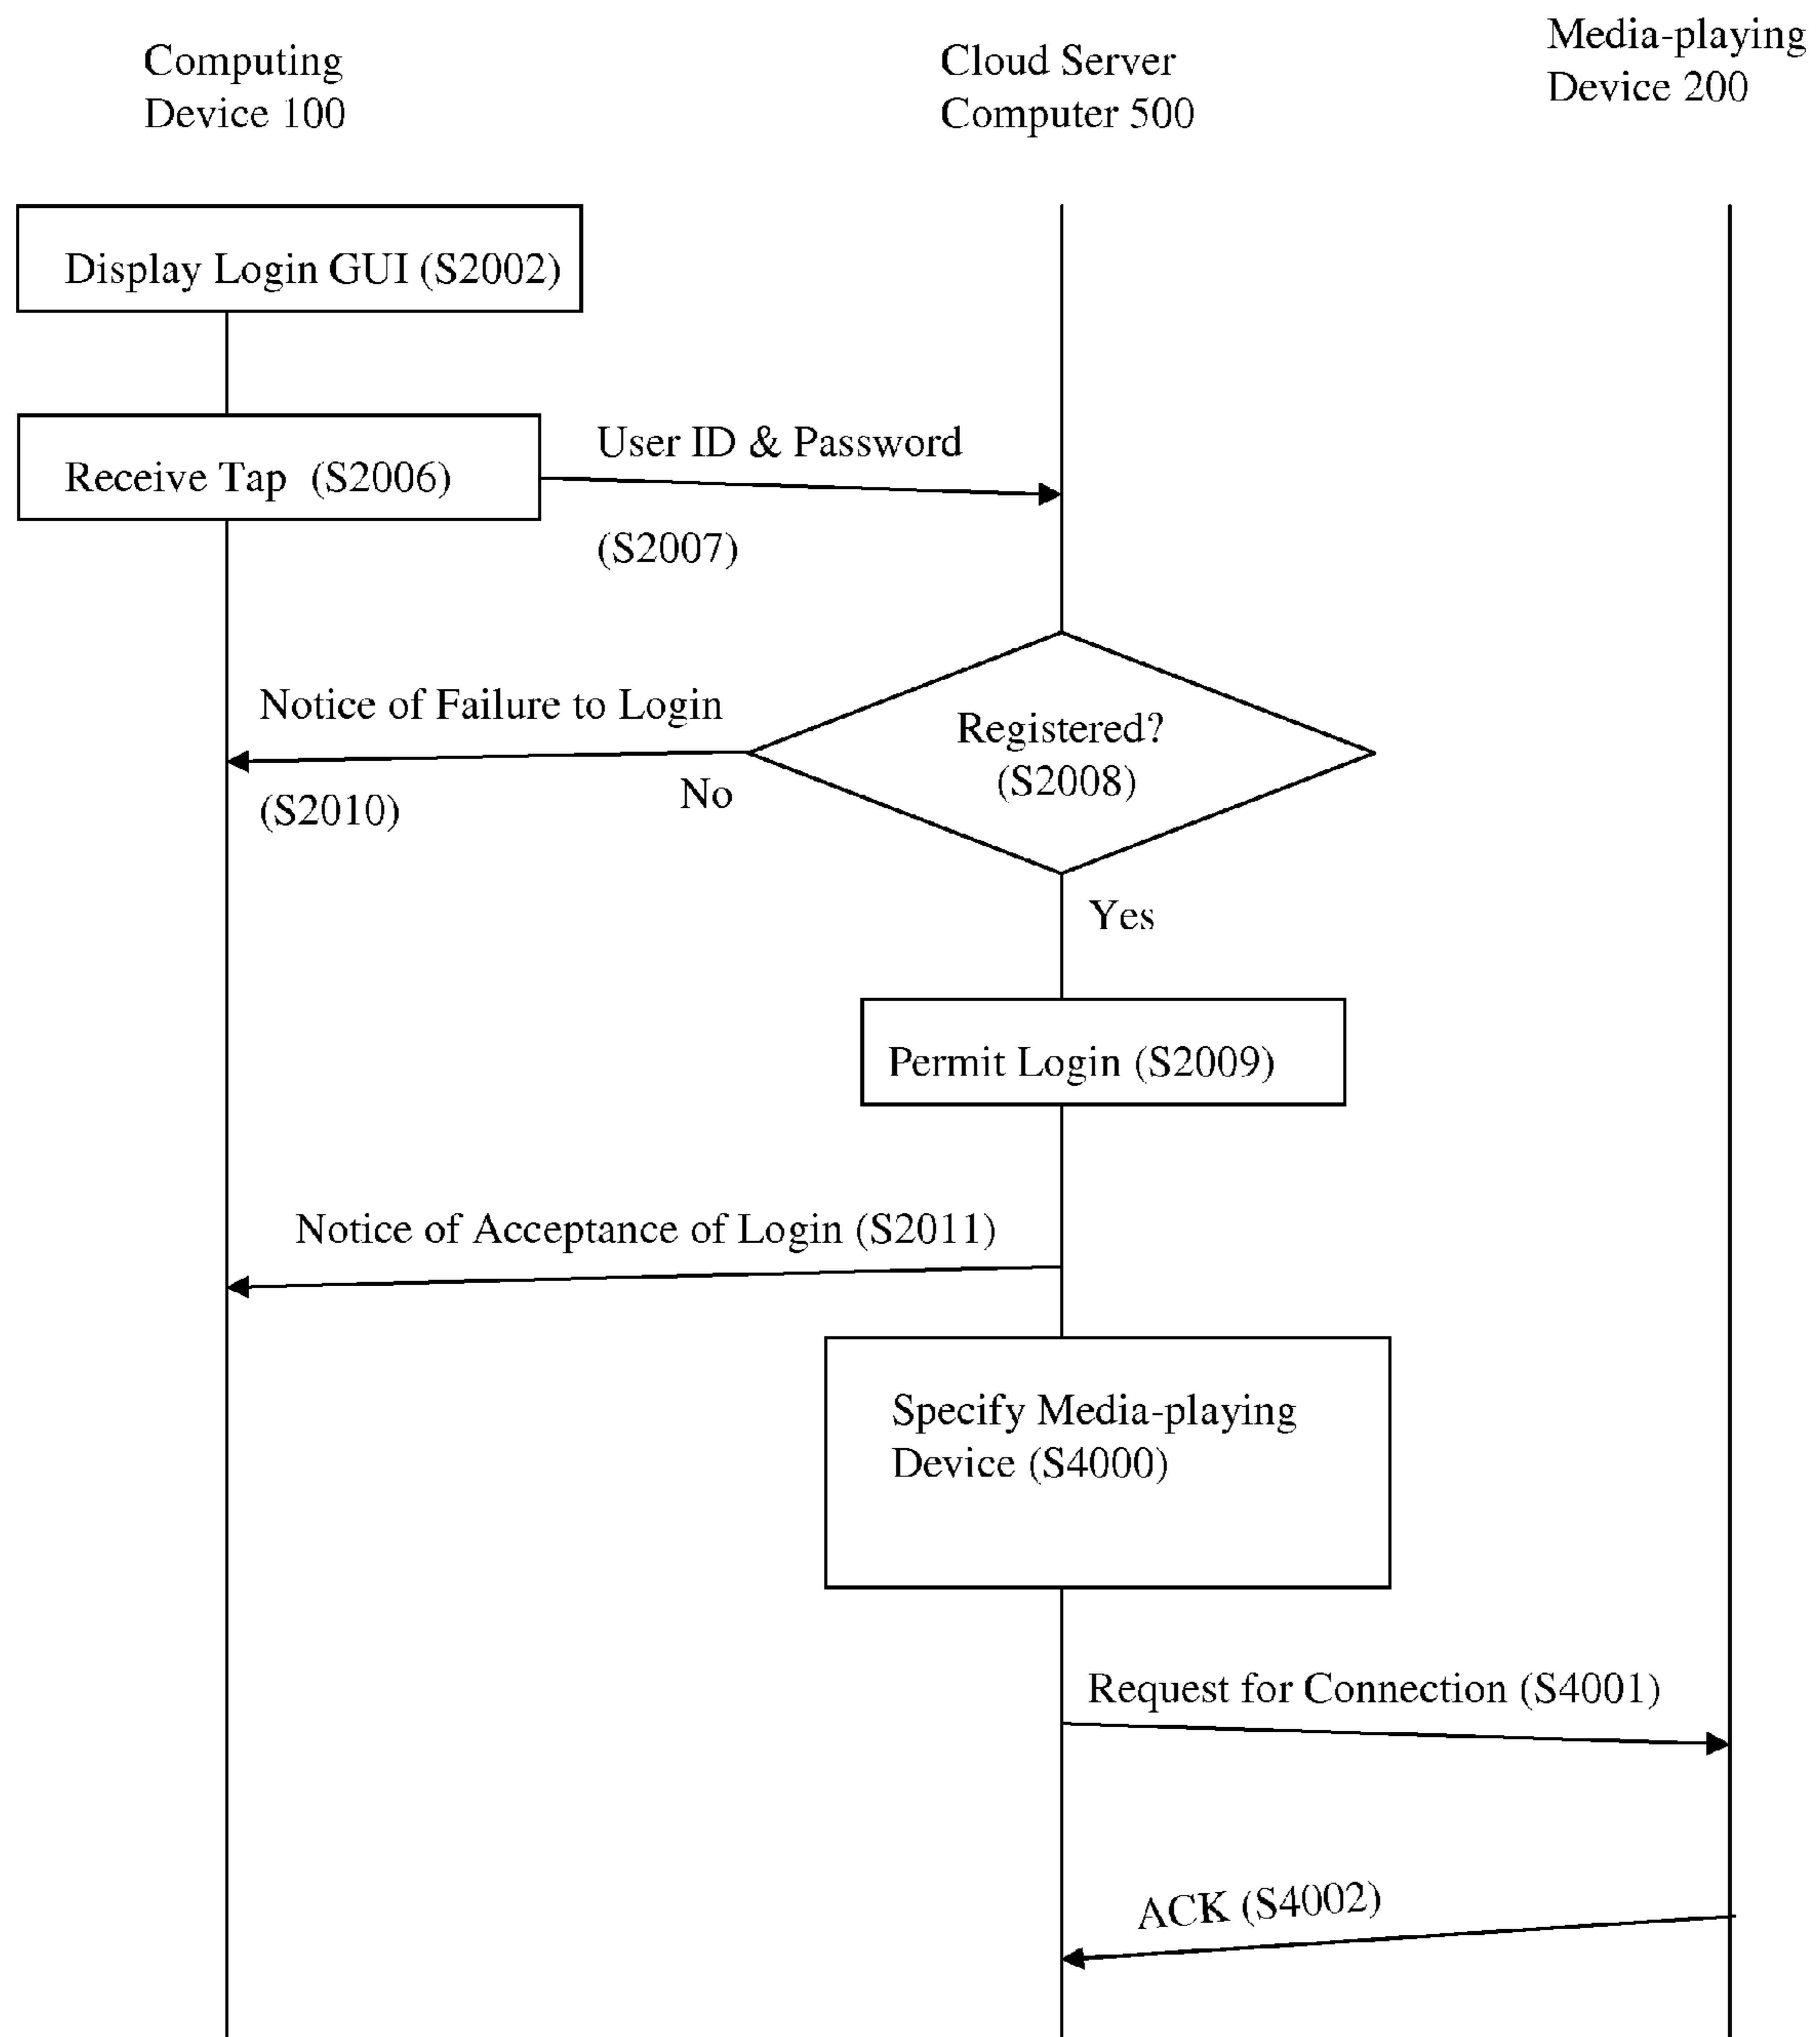 Computing
Device 100
Cloud Server
Computer 500
Media-playing
Device 200
Display Login GUI (S2002)
Receive Tap (S2006)
User ID & Password
(S2007)
Notice of Failure to Login
(S2010)
No
Registered?
(S2008)
Yes
Permit Login (S2009)
Notice of Acceptance of Login (S2011)
Specify Media-playing
Device (S4000)
Request for Connection (S4001)
ACK (S4002)